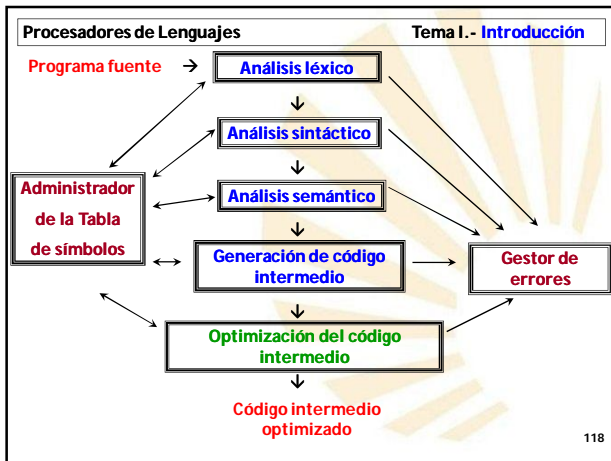 Procesadores de Lenguajes
Tema I.- Introducción
Programa fuente →
Análisis léxico
Análisis sintáctico
Análisis semántico
Administrador
de la Tabla
de símbolos
Generación de código
intermedio
Gestor de
errores
Optimización del código
intermedio
Código intermedio
optimizado
118